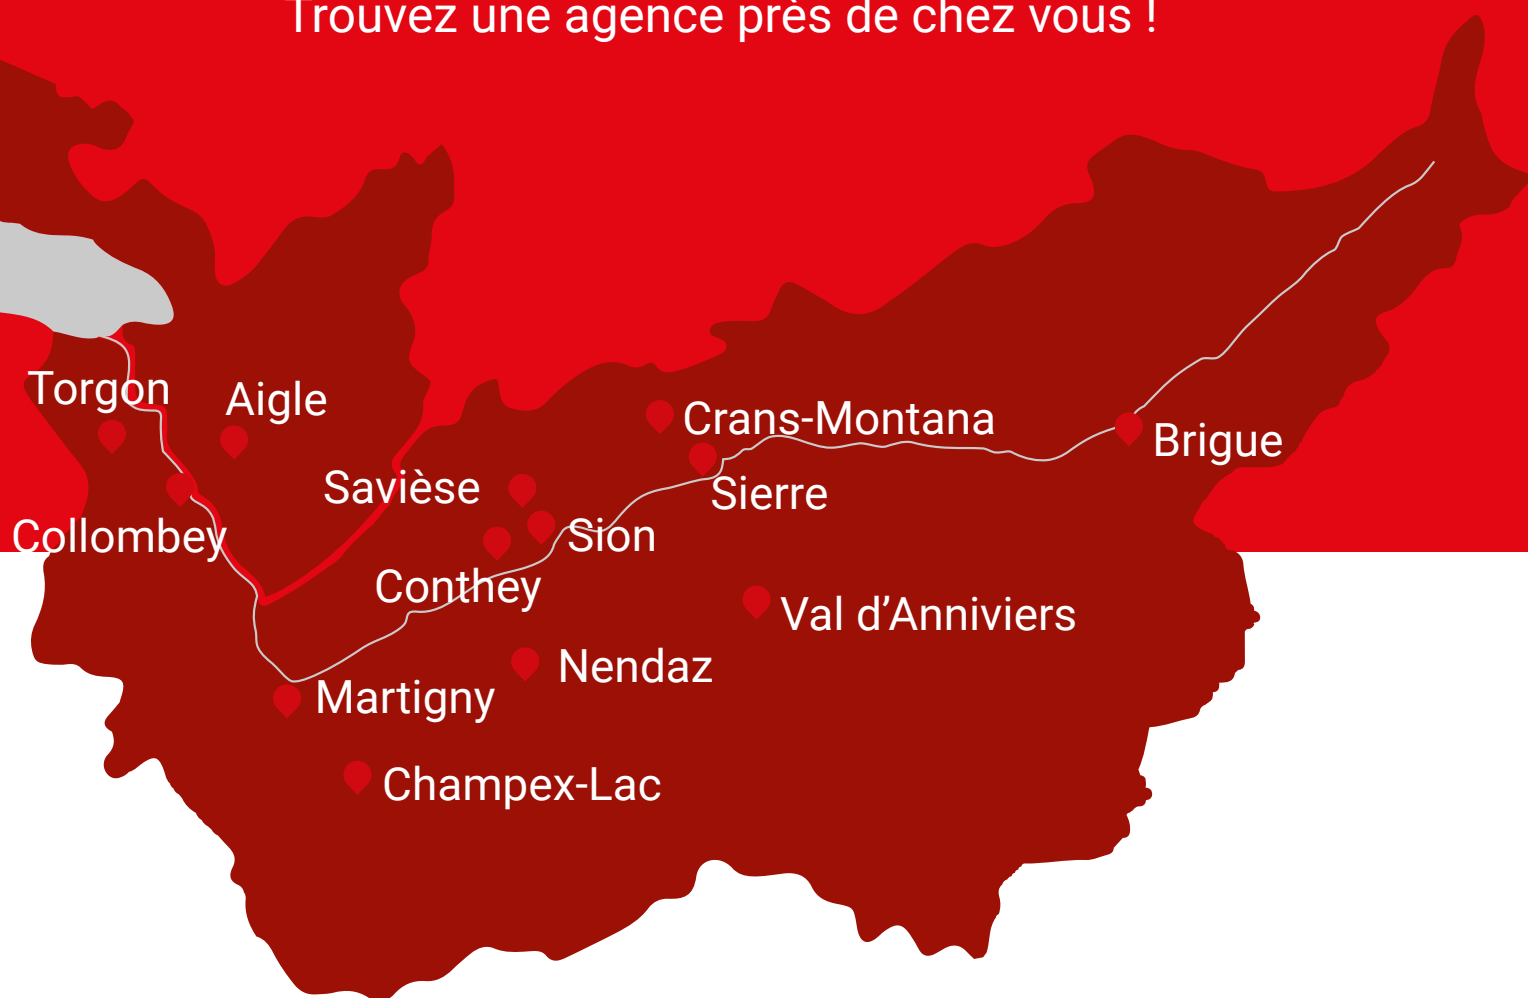 Trouvez une agence près de chez vous !
Torgon
Aigle
Crans-Montana
Brigue
Savièse
Sierre
Collombey
Sion
Conthey
Val d’Anniviers
Nendaz
Martigny
Champex-Lac